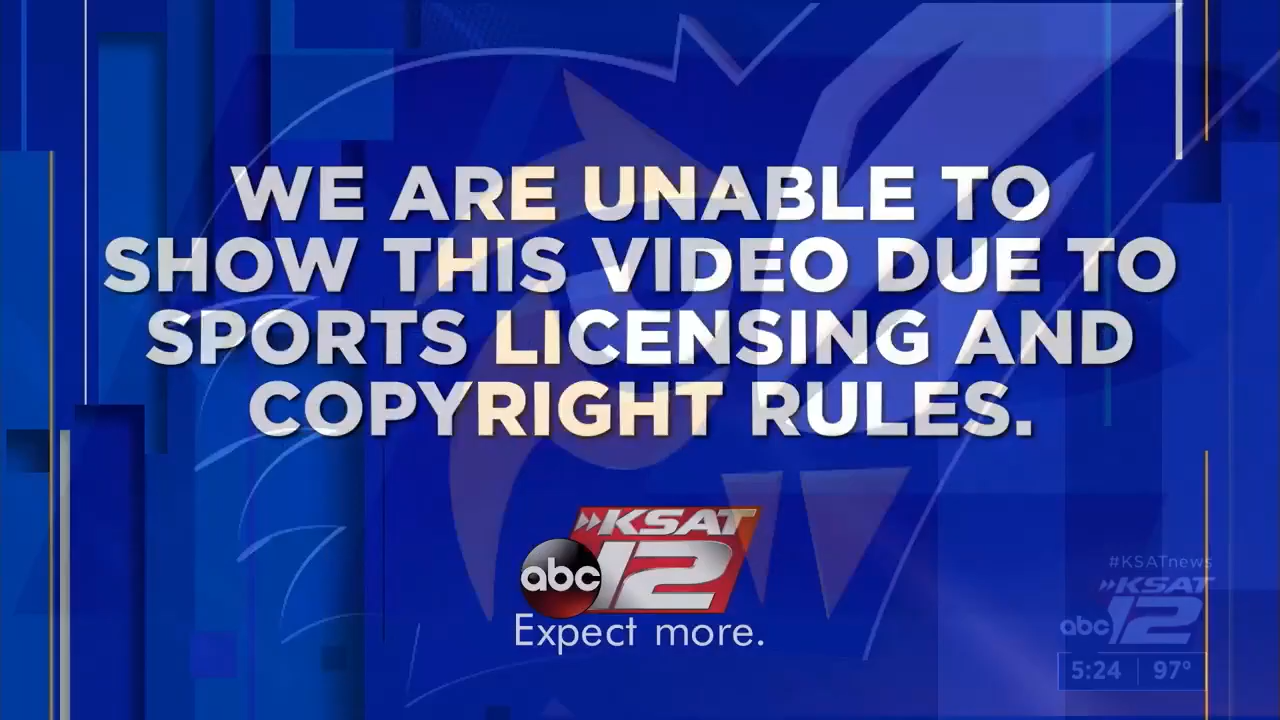 WE ARE UNABLE TO
SHOW THIS VIDEO DUE TO
SPORTS LICENSING AND
COPYRIGHT RULES.
KSAT
abc 12
Expect more.
#KSATnews
KSAT
abc 12
5:24 97°